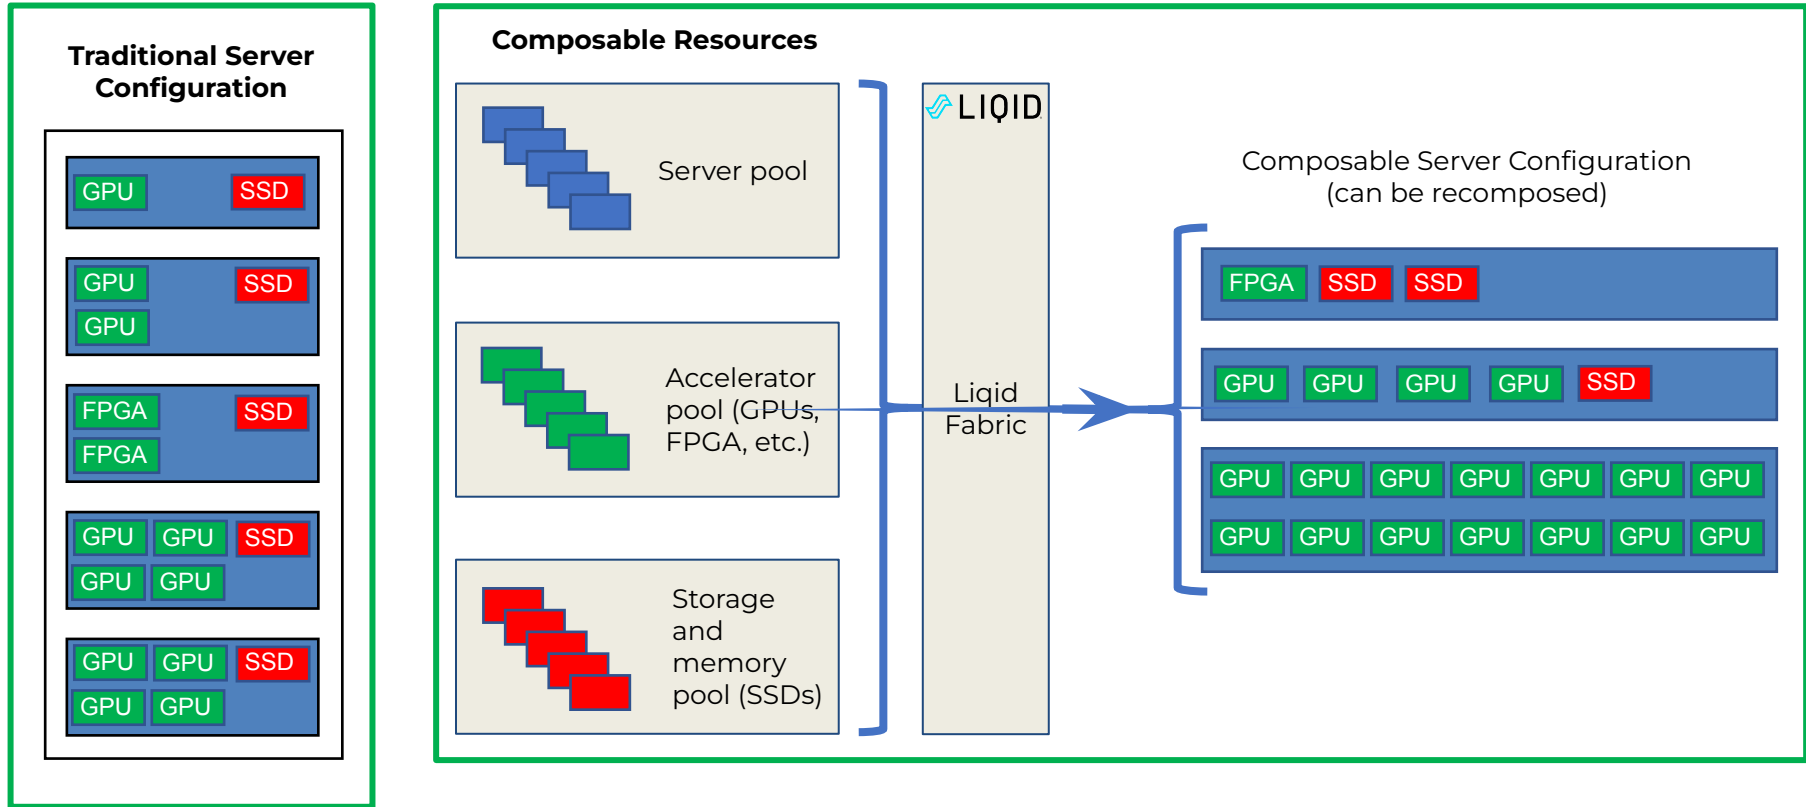 Traditional Server
Configuration
GPU SSD
GPU SSD
GPU
FPGA SSD
FPGA
GPU GPU SSD
GPU GPU
GPU GPU SSD
GPU GPU
Composable Resources
Server pool
Accelerator
pool (GPUs,
FPGA, etc.)
Storage
and
memory
pool (SSDs)
LIQID
Liqid
Fabric
Composable Server Configuration
(can be recomposed)
FPGA SSD SSD
GPU GPU GPU GPU SSD
GPU GPU GPU GPU GPU GPU GPU
GPU GPU GPU GPU GPU GPU GPU